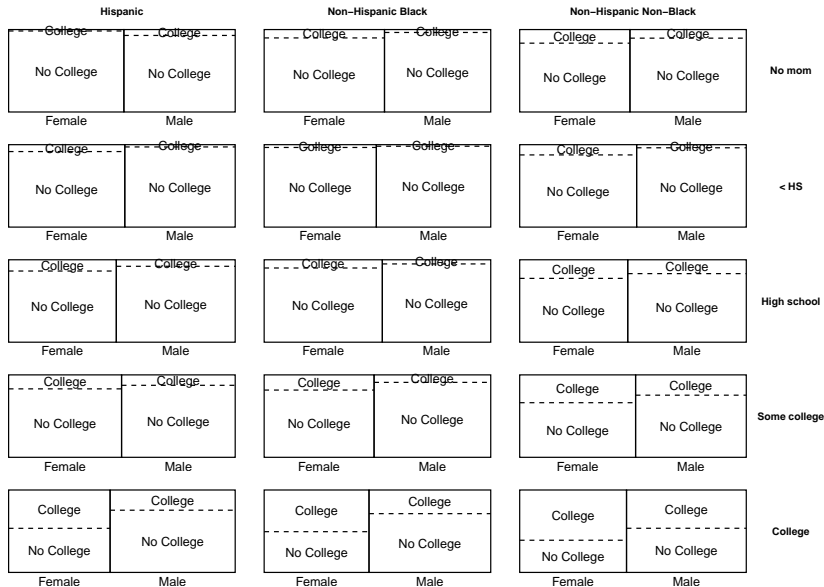 Hispanic Non−Hispanic Black Non−Hispanic Non−Black
College College College College College College
No College No College No College No College No College No College No mom
Female Male Female Male Female Male
College College College College College College
No College No College No College No College No College No College < HS
Female Male Female Male Female Male
College College College College College College
No College No College No College No College No College No College High school
Female Male Female Male Female Male
College College College College College College
No College No College No College No College No College No College Some college
Female Male Female Male Female Male
College College College College College College
No College No College No College No College No College No College College
Female Male Female Male Female Male